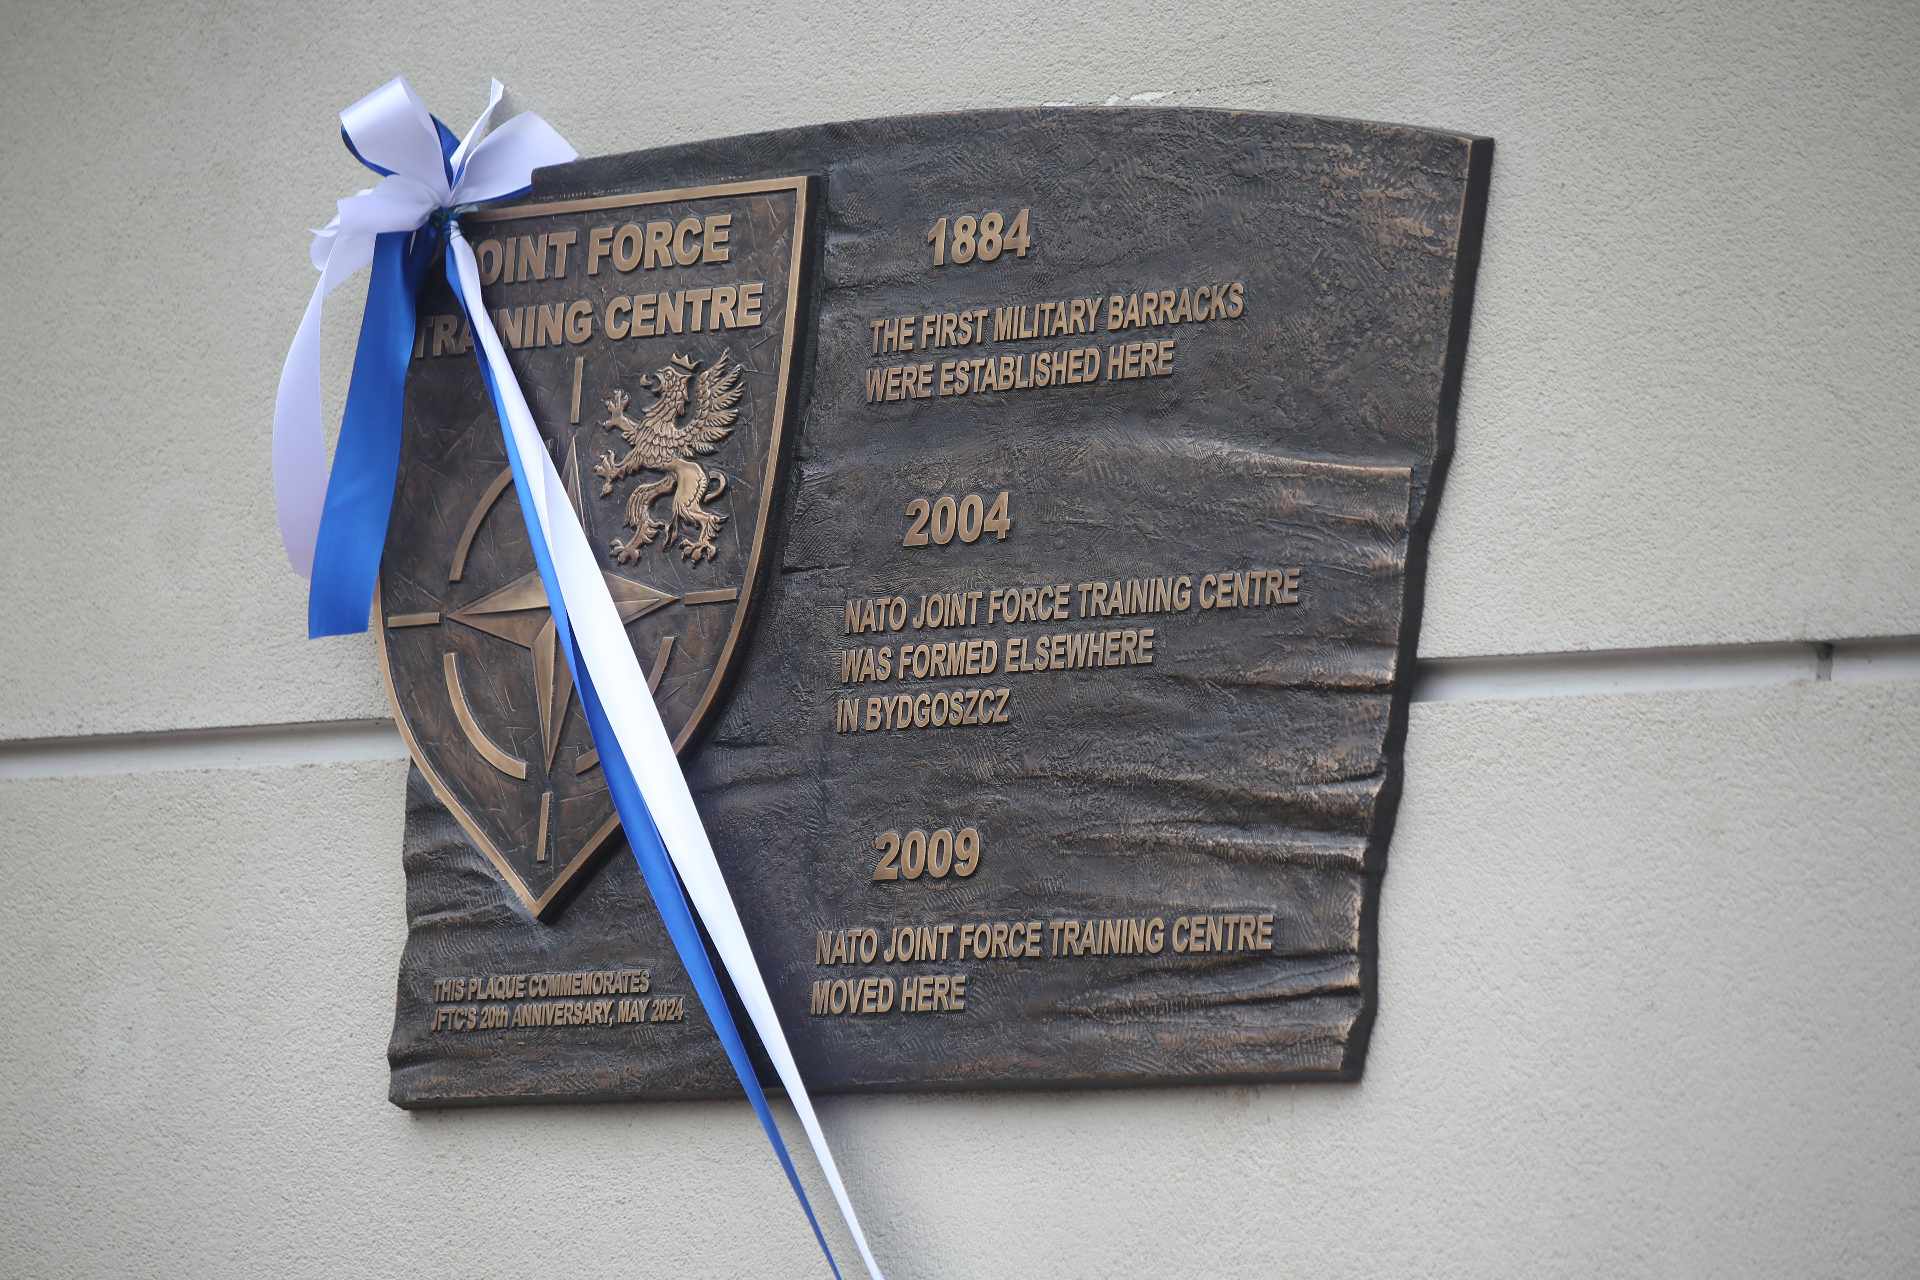 JOINT FORCE
TRAINING CENTRE
1884
THE FIRST MILITARY BARRACKS
WERE ESTABLISHED HERE
2004
NATO JOINT FORCE TRAINING CENTRE
WAS FORMED ELSEWHERE
IN BYDGOSZCZ
2009
NATO JOINT FORCE TRAINING CENTRE
MOVED HERE
THIS PLAQUE COMMEMORATES
JFTC'S 20th ANNIVERSARY, MAY 2024